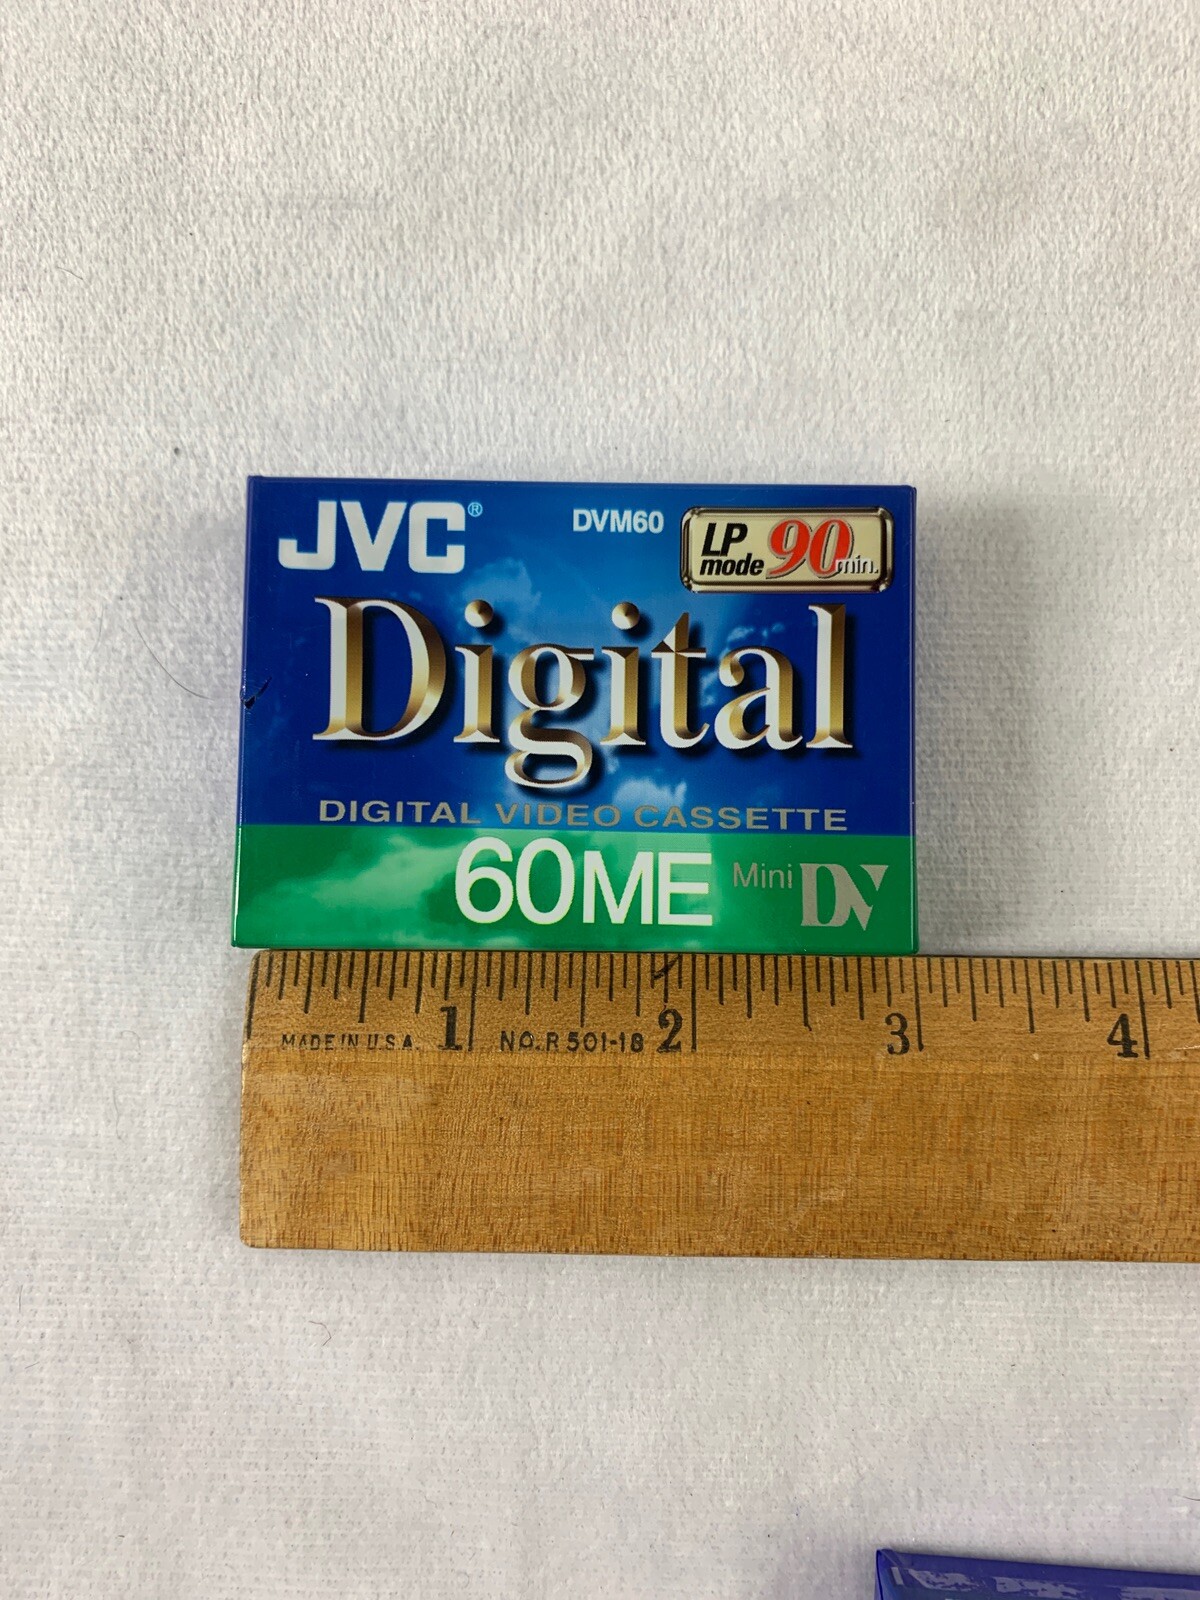 JVC®
DVM60
LP mode 90 min.
Digital
DIGITAL VIDEO CASSETTE
60ME Mini DV
1 2 3 4
MADE IN U.S.A. NO. R 501-18